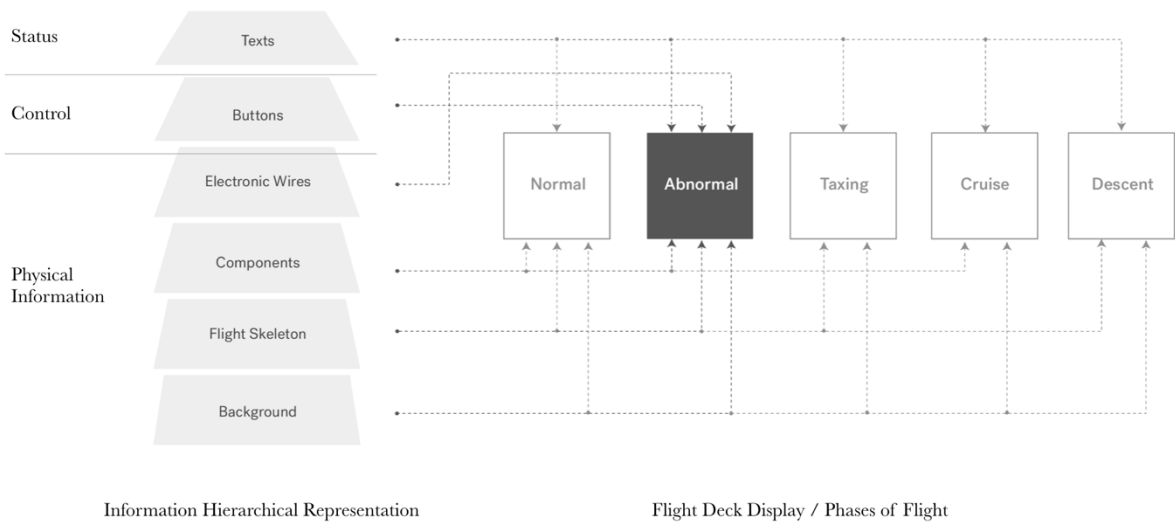 Status
Texts
Control
Buttons
Electronic Wires
Normal
Abnormal
Taxing
Cruise
Descent
Components
Physical
Information
Flight Skeleton
Background
Information Hierarchical Representation
Flight Deck Display / Phases of Flight